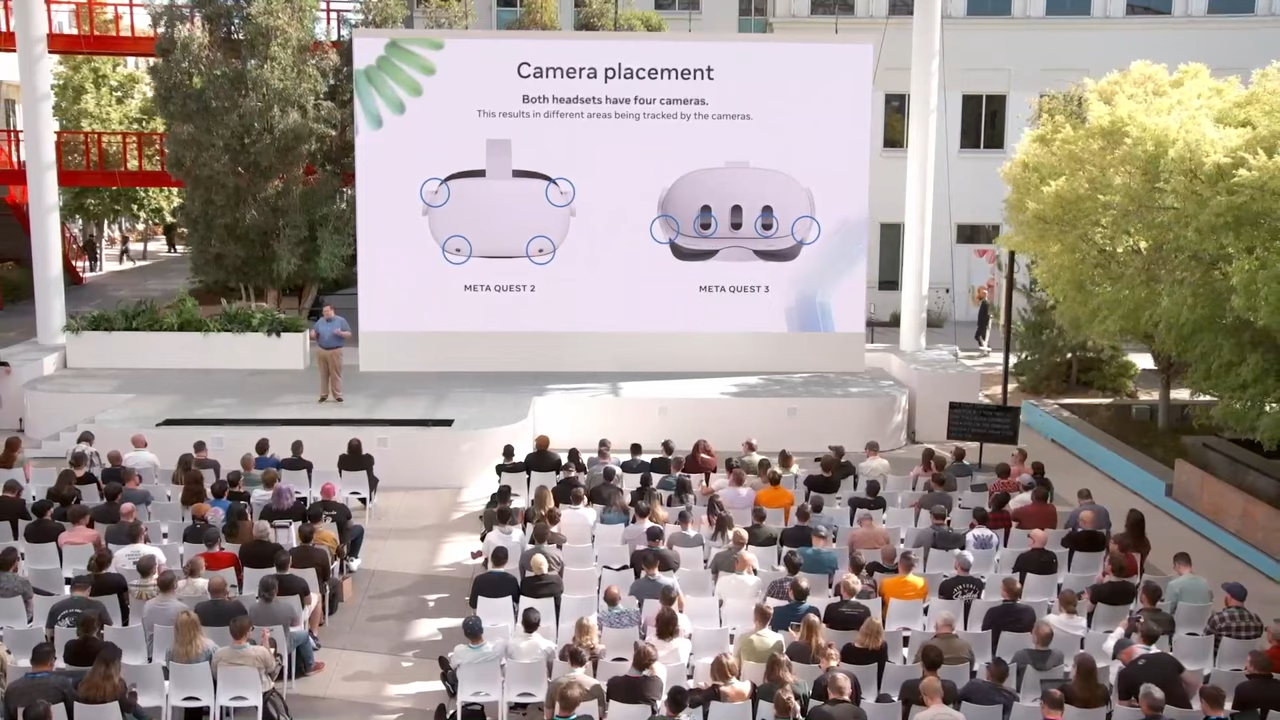 Camera placement
Both headsets have four cameras.
This results in different areas being tracked by the cameras.
META QUEST 2
META QUEST 3